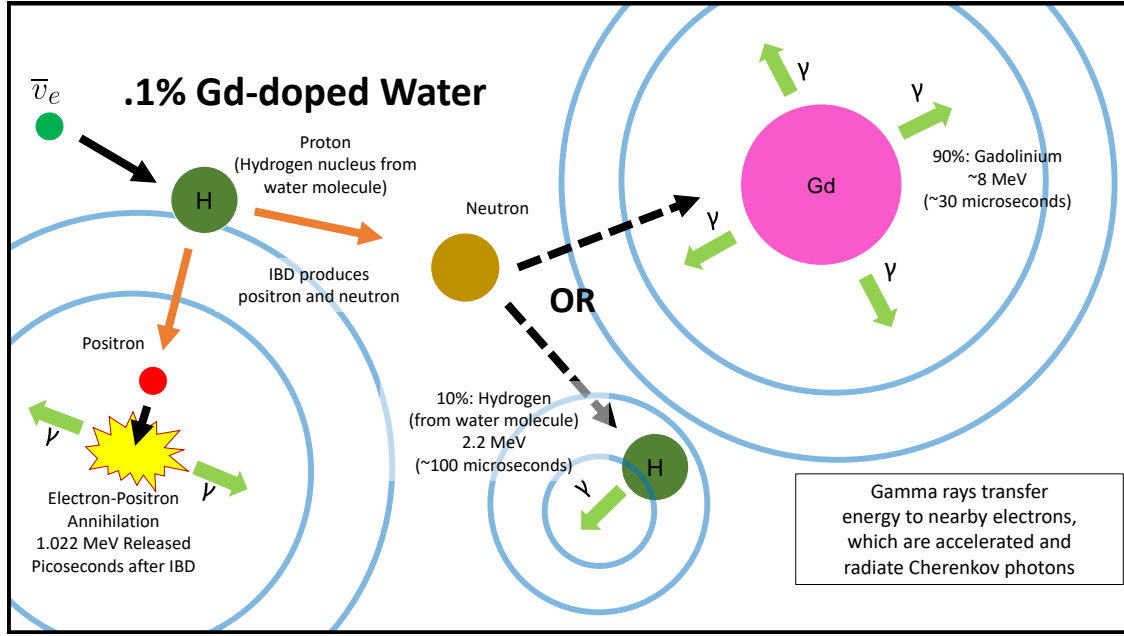 ν̅e
.1% Gd-doped Water
Proton
(Hydrogen nucleus from
water molecule)
H
IBD produces
positron and neutron
Neutron
OR
Gd
γ
γ
γ
γ
90%: Gadolinium
~8 MeV
(~30 microseconds)
Positron
γ
γ
Electron-Positron
Annihilation
1.022 MeV Released
Picoseconds after IBD
10%: Hydrogen
(from water molecule)
2.2 MeV
(~100 microseconds)
H
γ
Gamma rays transfer
energy to nearby electrons,
which are accelerated and
radiate Cherenkov photons